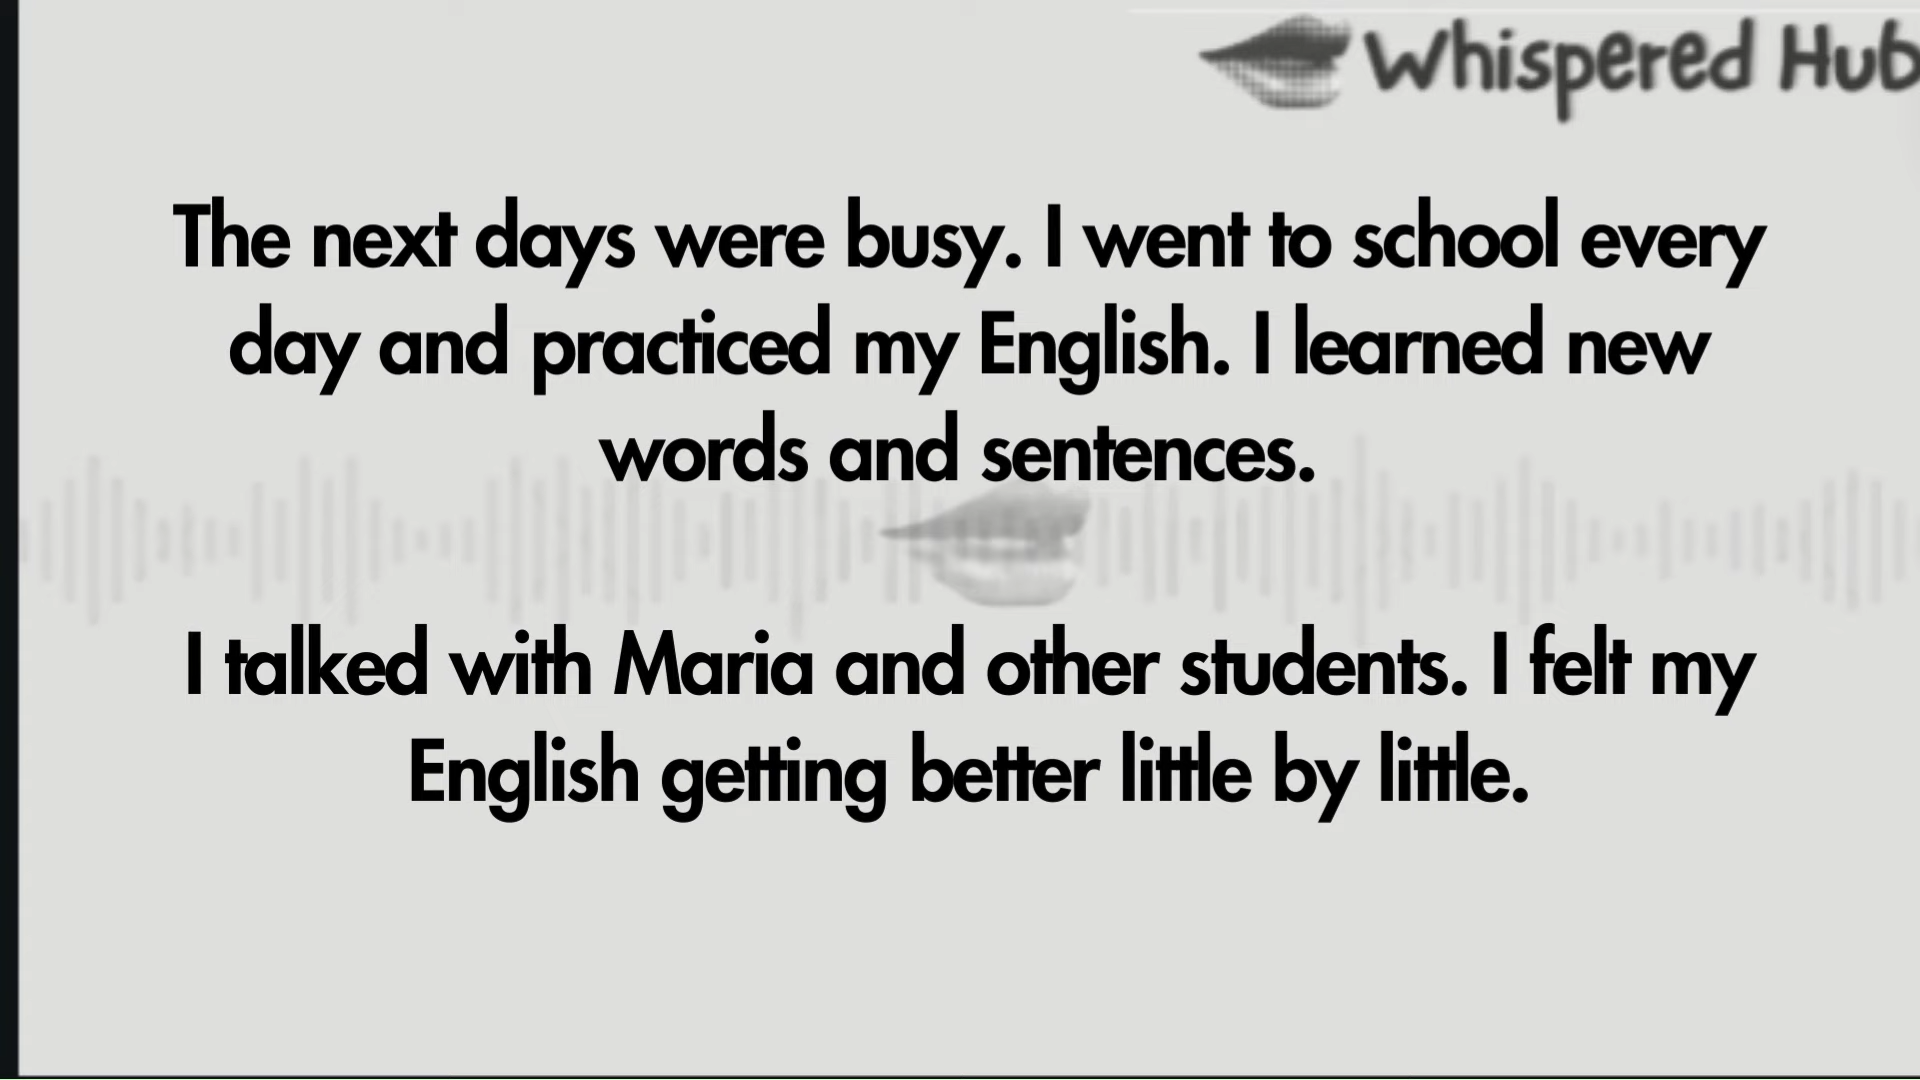 Whispered Hub
The next days were busy. I went to school every
day and practiced my English. I learned new
words and sentences.
I talked with Maria and other students. I felt my
English getting better little by little.